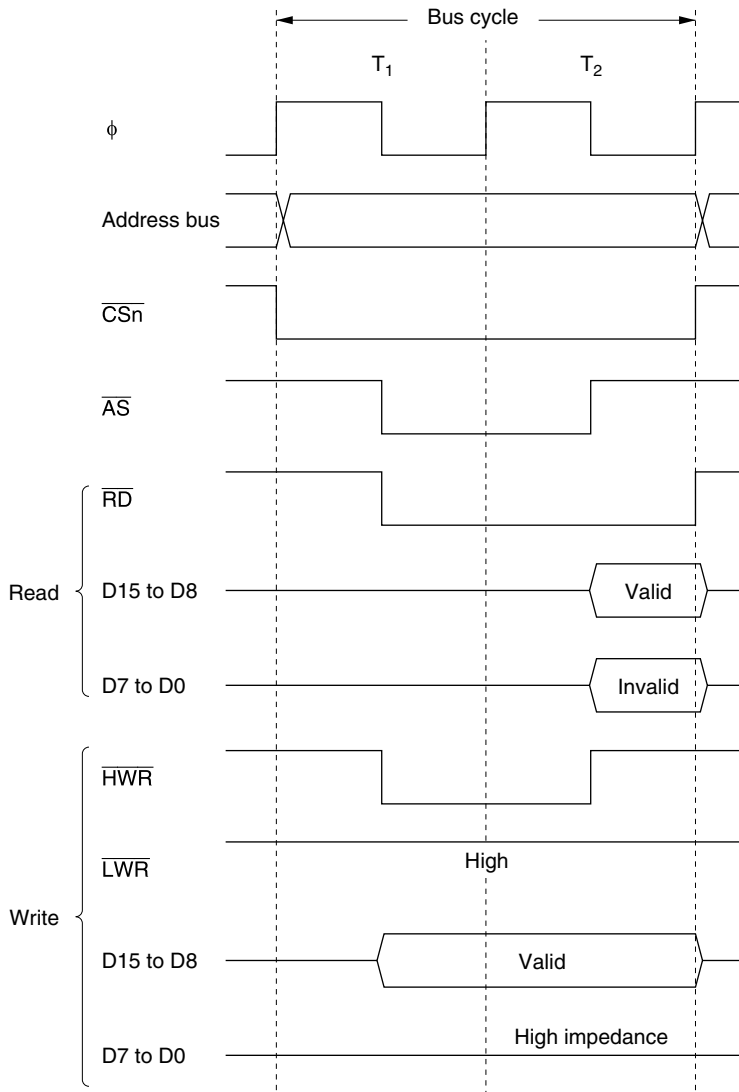 Bus cycle
T1 T2
ϕ
Address bus
CSn
AS
RD
Read
D15 to D8
Valid
D7 to D0
Invalid
HWR
LWR
High
Write
D15 to D8
Valid
D7 to D0
High impedance